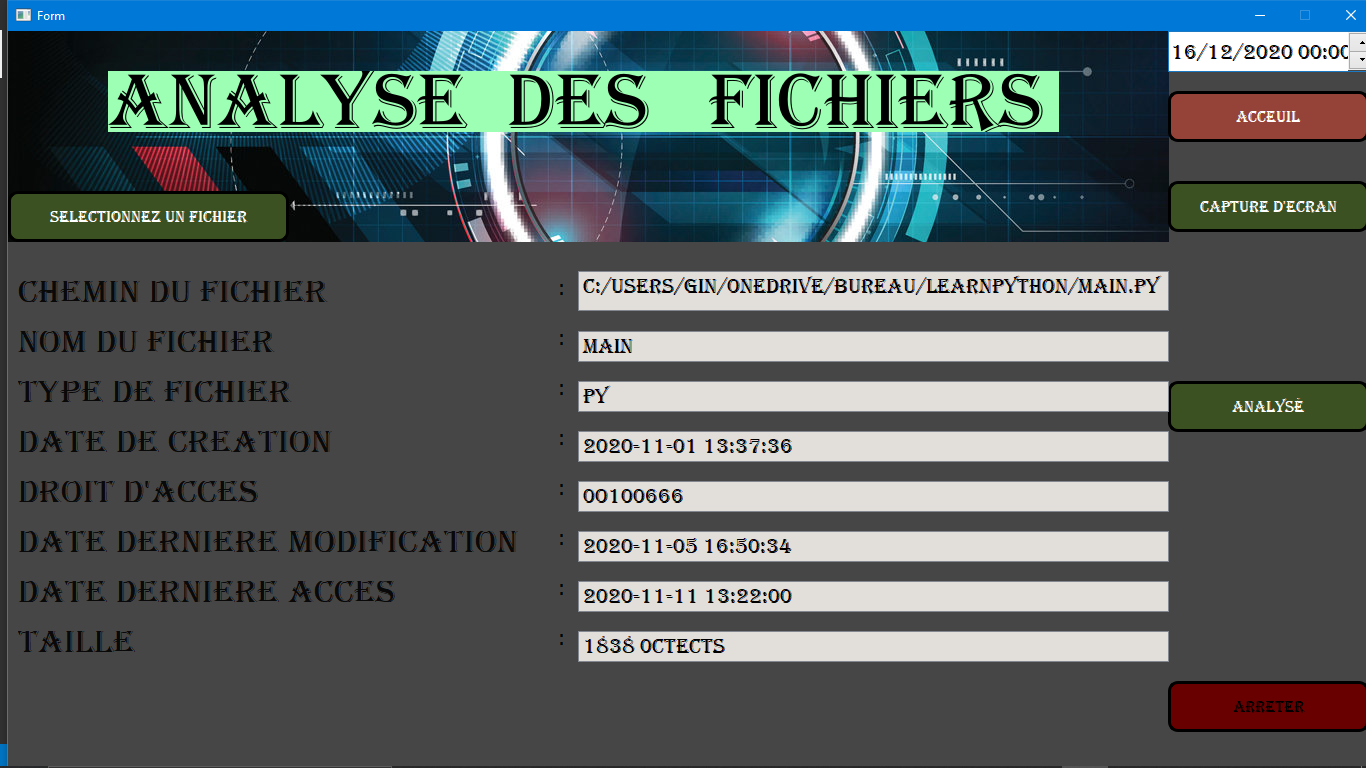 Form
16/12/2020 00:00
ANALYSE DES FICHIERS
ACCEUIL
SELECTIONNEZ UN FICHIER
CAPTURE D'ECRAN
CHEMIN DU FICHIER : C:/USERS/GIN/ONEDRIVE/BUREAU/LEARNPYTHON/MAIN.PY
NOM DU FICHIER : MAIN
TYPE DE FICHIER : PY
ANALYSÉ
DATE DE CREATION : 2020-11-01 13:37:36
DROIT D'ACCES : 00100666
DATE DERNIERE MODIFICATION : 2020-11-05 16:50:34
DATE DERNIERE ACCES : 2020-11-11 13:22:00
TAILLE : 1838 OCTECTS
ARRETER